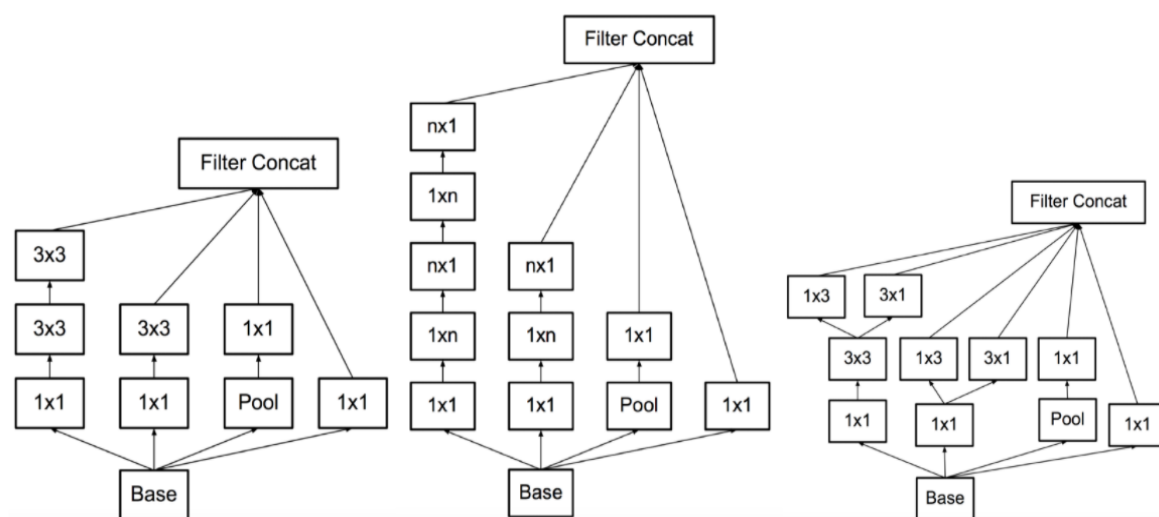 Filter Concat
3x3
3x3
3x3
1x1
1x1
1x1
Pool
1x1
Base
Filter Concat
nx1
1xn
nx1
nx1
1xn
1xn
1x1
1x1
1x1
Pool
1x1
Base
Filter Concat
1x3
3x1
3x3
1x3
3x1
1x1
1x1
1x1
Pool
1x1
Base